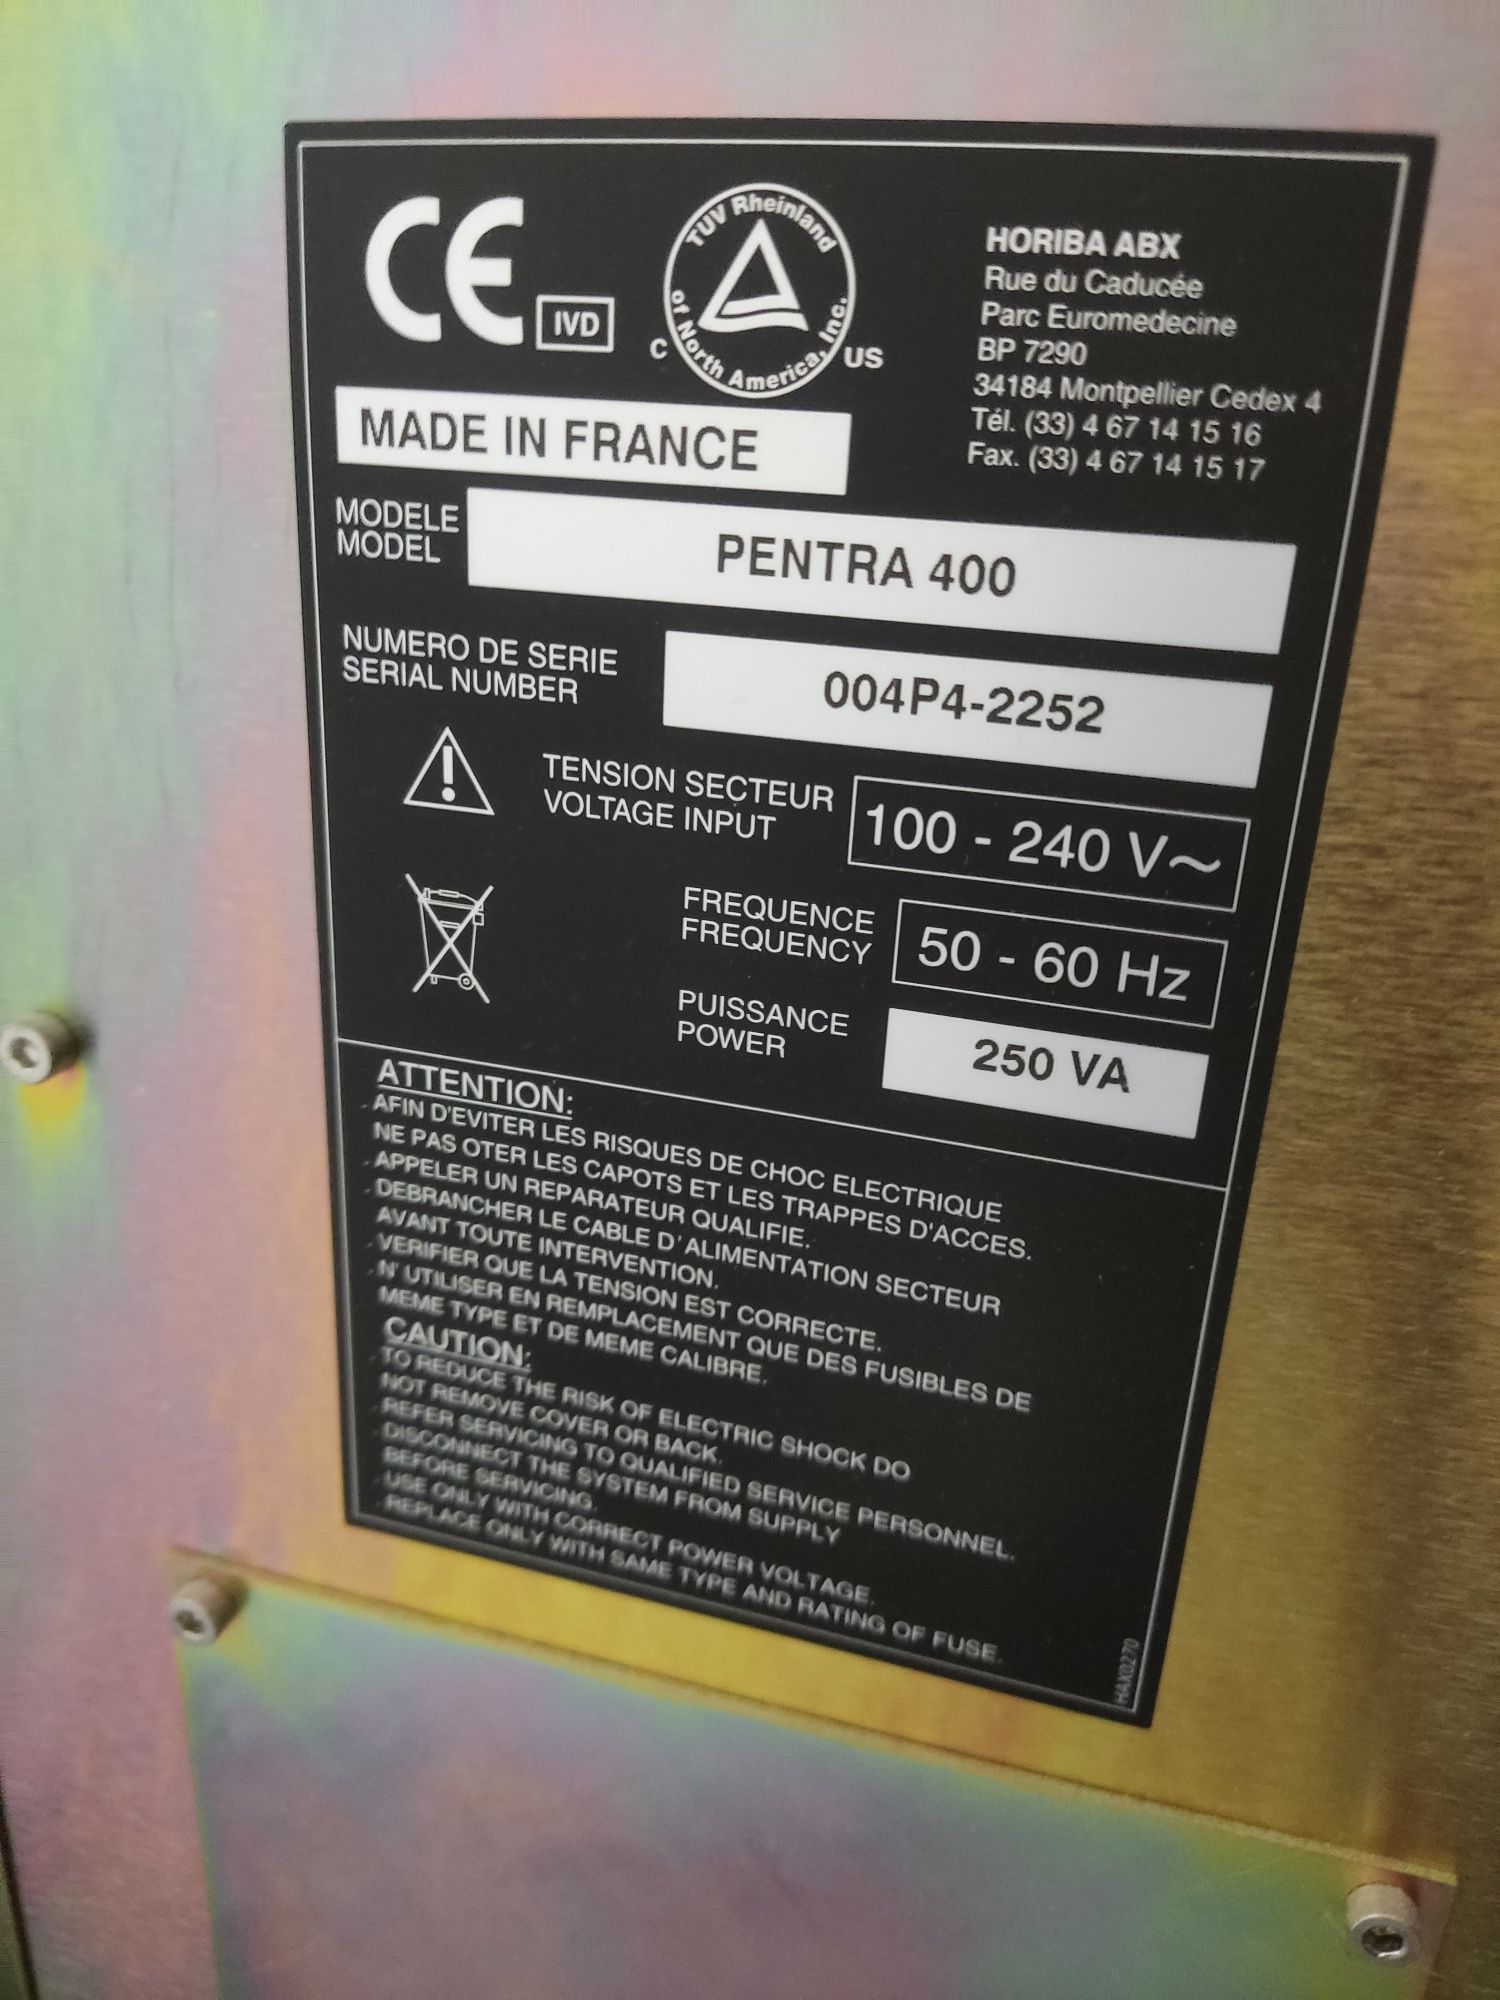 CE IVD
TÜV Rheinland
of North America, Inc.
C US
HORIBA ABX
Rue du Caducée
Parc Euromedecine
BP 7290
34184 Montpellier Cedex 4
Tél. (33) 4 67 14 15 16
Fax. (33) 4 67 14 15 17
MADE IN FRANCE
MODELE
MODEL
PENTRA 400
NUMERO DE SERIE
SERIAL NUMBER
004P4-2252
TENSION SECTEUR
VOLTAGE INPUT
100 - 240 V~
FREQUENCE
FREQUENCY
50 - 60 Hz
PUISSANCE
POWER
250 VA
ATTENTION:
- AFIN D'EVITER LES RISQUES DE CHOC ELECTRIQUE
NE PAS OTER LES CAPOTS ET LES TRAPPES D'ACCES.
- APPELER UN REPARATEUR QUALIFIE.
- DEBRANCHER LE CABLE D' ALIMENTATION SECTEUR
AVANT TOUTE INTERVENTION.
- VERIFIER QUE LA TENSION EST CORRECTE.
- N' UTILISER EN REMPLACEMENT QUE DES FUSIBLES DE
MEME TYPE ET DE MEME CALIBRE.
CAUTION:
- TO REDUCE THE RISK OF ELECTRIC SHOCK DO
NOT REMOVE COVER OR BACK.
- REFER SERVICING TO QUALIFIED SERVICE PERSONNEL.
- DISCONNECT THE SYSTEM FROM SUPPLY
BEFORE SERVICING.
- USE ONLY WITH CORRECT POWER VOLTAGE.
- REPLACE ONLY WITH SAME TYPE AND RATING OF FUSE.
HAX0270